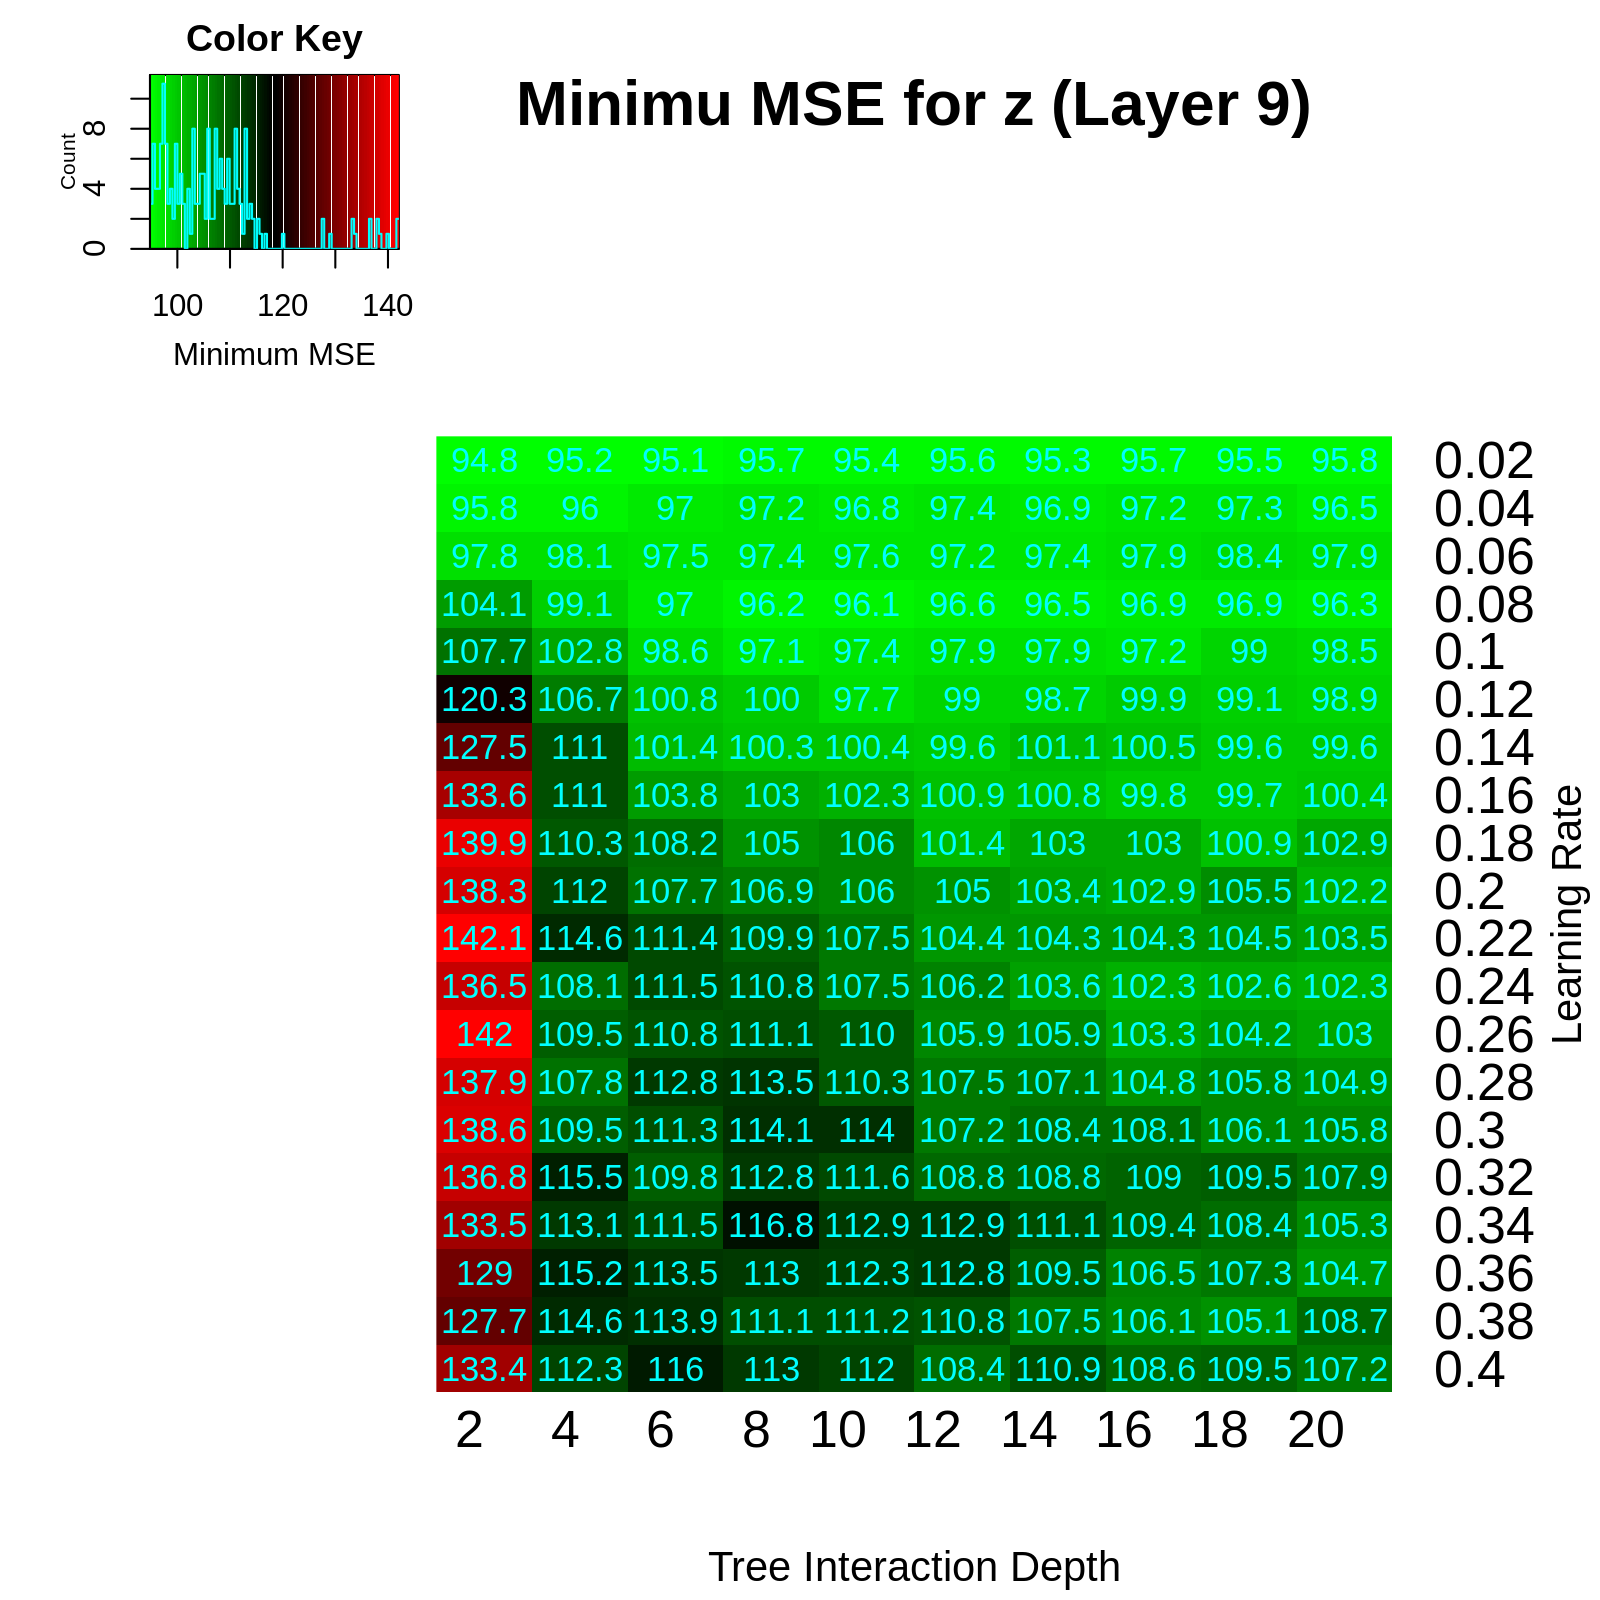 Color Key
Minimu MSE for z (Layer 9)
Count
0 4 8
100 120 140
Minimum MSE
94.8 95.2 95.1 95.7 95.4 95.6 95.3 95.7 95.5 95.8 0.02
95.8 96 97 97.2 96.8 97.4 96.9 97.2 97.3 96.5 0.04
97.8 98.1 97.5 97.4 97.6 97.2 97.4 97.9 98.4 97.9 0.06
104.1 99.1 97 96.2 96.1 96.6 96.5 96.9 96.9 96.3 0.08
107.7 102.8 98.6 97.1 97.4 97.9 97.9 97.2 99 98.5 0.1
120.3 106.7 100.8 100 97.7 99 98.7 99.9 99.1 98.9 0.12
127.5 111 101.4 100.3 100.4 99.6 101.1 100.5 99.6 99.6 0.14
133.6 111 103.8 103 102.3 100.9 100.8 99.8 99.7 100.4 0.16
139.9 110.3 108.2 105 106 101.4 103 103 100.9 102.9 0.18
138.3 112 107.7 106.9 106 105 103.4 102.9 105.5 102.2 0.2
142.1 114.6 111.4 109.9 107.5 104.4 104.3 104.3 104.5 103.5 0.22
136.5 108.1 111.5 110.8 107.5 106.2 103.6 102.3 102.6 102.3 0.24
142 109.5 110.8 111.1 110 105.9 105.9 103.3 104.2 103 0.26
137.9 107.8 112.8 113.5 110.3 107.5 107.1 104.8 105.8 104.9 0.28
138.6 109.5 111.3 114.1 114 107.2 108.4 108.1 106.1 105.8 0.3
136.8 115.5 109.8 112.8 111.6 108.8 108.8 109 109.5 107.9 0.32
133.5 113.1 111.5 116.8 112.9 112.9 111.1 109.4 108.4 105.3 0.34
129 115.2 113.5 113 112.3 112.8 109.5 106.5 107.3 104.7 0.36
127.7 114.6 113.9 111.1 111.2 110.8 107.5 106.1 105.1 108.7 0.38
133.4 112.3 116 113 112 108.4 110.9 108.6 109.5 107.2 0.4
Learning Rate
2 4 6 8 10 12 14 16 18 20
Tree Interaction Depth